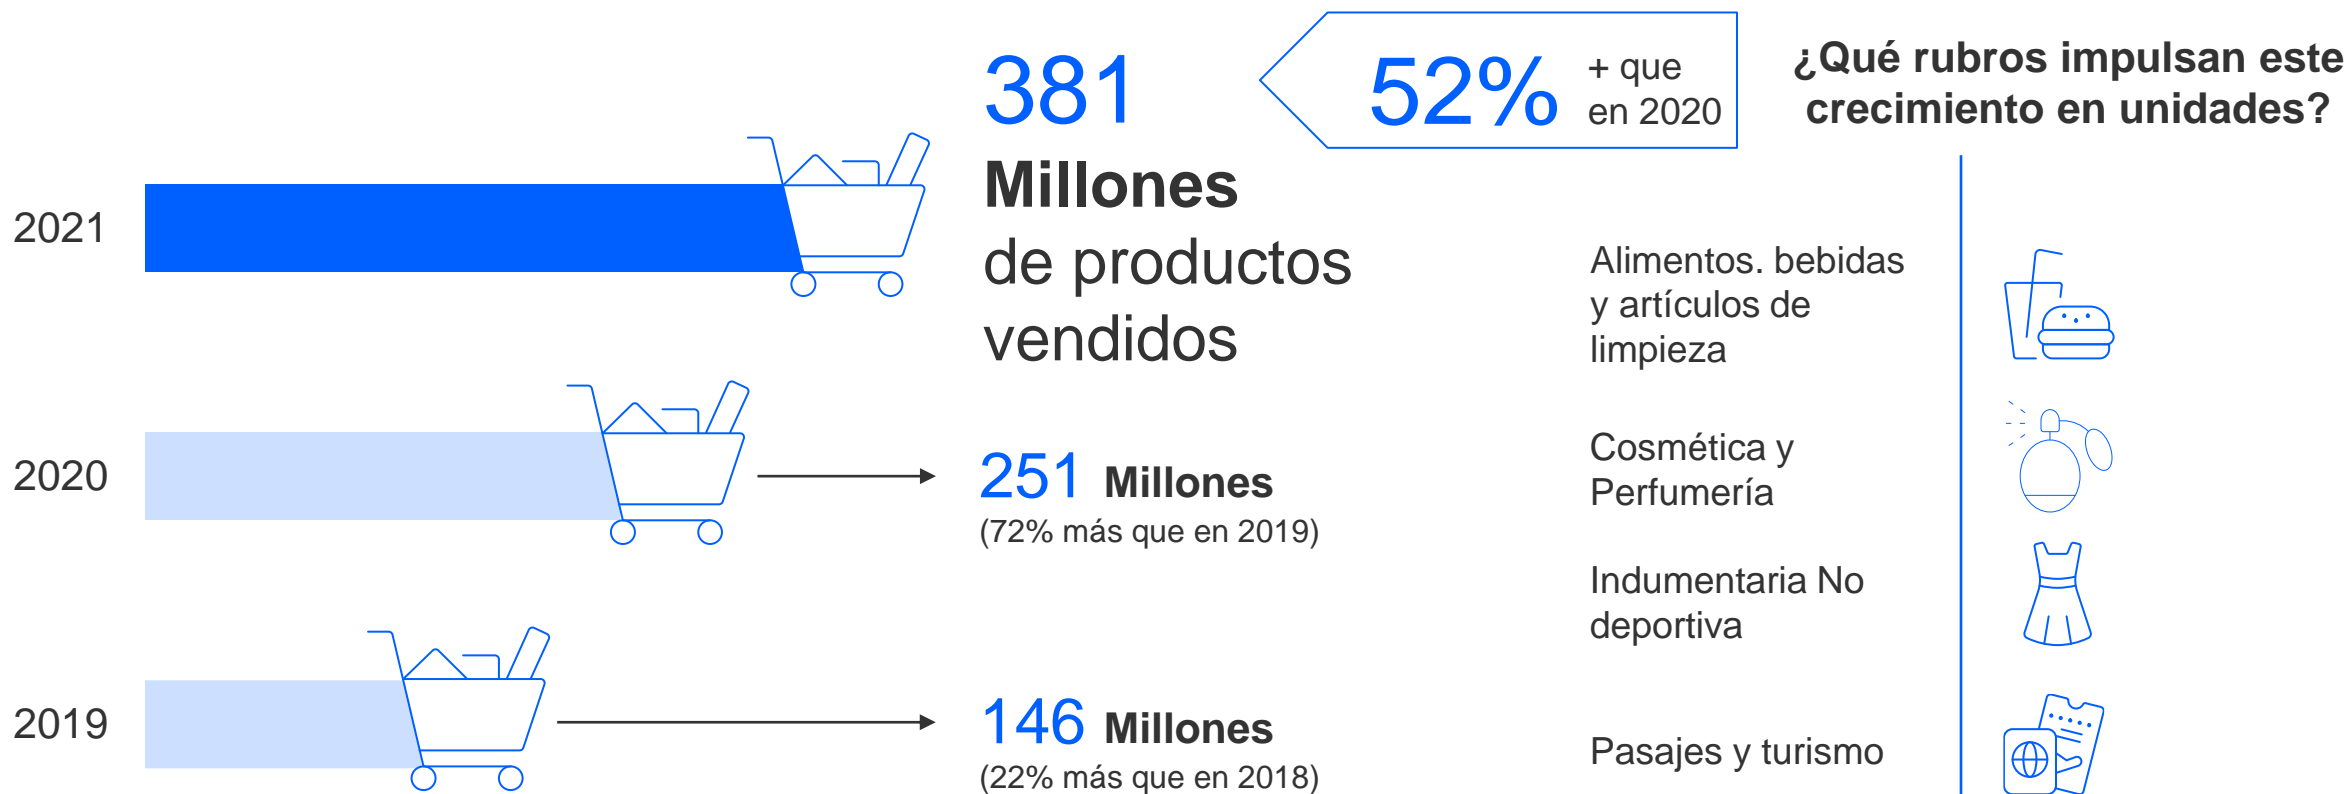 2021
381
Millones
de productos
vendidos
52%
+ que
en 2020
2020
251 Millones
(72% más que en 2019)
2019
146 Millones
(22% más que en 2018)
¿Qué rubros impulsan este
crecimiento en unidades?
Alimentos. bebidas
y artículos de
limpieza
Cosmética y
Perfumería
Indumentaria No
deportiva
Pasajes y turismo